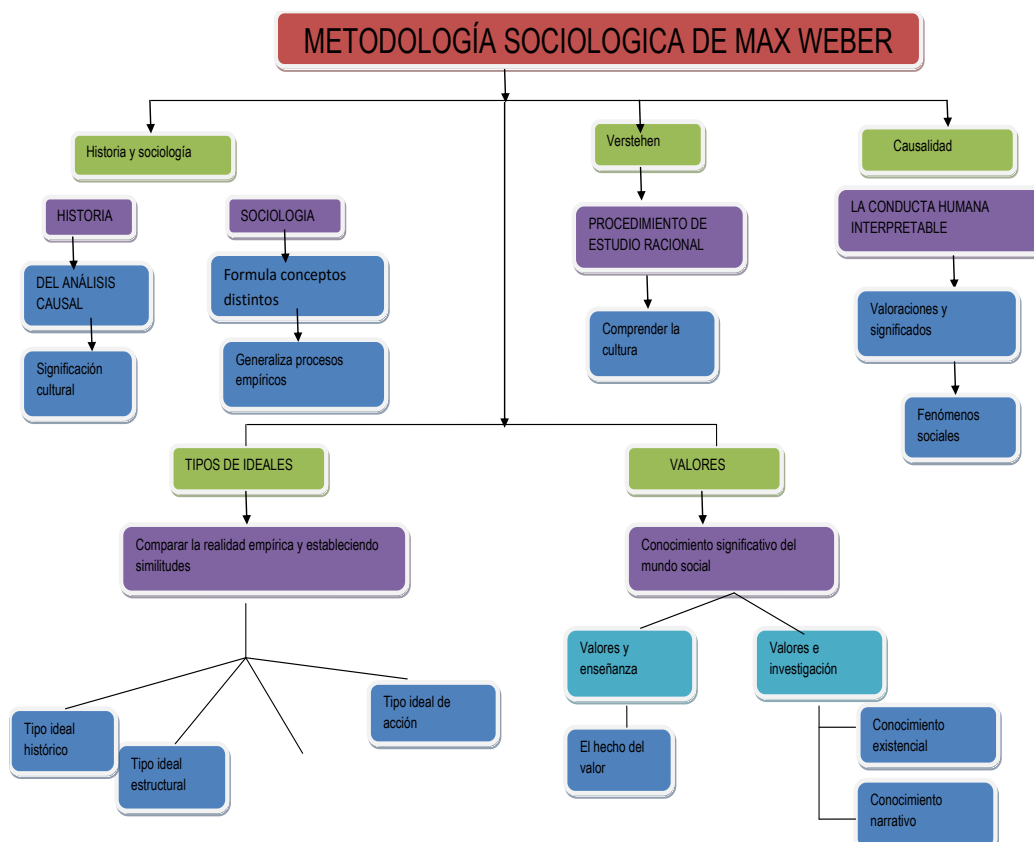 METODOLOGÍA SOCIOLOGICA DE MAX WEBER
Historia y sociología
HISTORIA
DEL ANÁLISIS
CAUSAL
Significación
cultural
SOCIOLOGIA
Formula conceptos
distintos
Generaliza procesos
empíricos
Verstehen
PROCEDIMIENTO DE
ESTUDIO RACIONAL
Comprender la
cultura
Causalidad
LA CONDUCTA HUMANA
INTERPRETABLE
Valoraciones y
significados
Fenómenos
sociales
TIPOS DE IDEALES
Comparar la realidad empírica y estableciendo
similitudes
Tipo ideal
histórico
Tipo ideal
estructural
Tipo ideal de
acción
VALORES
Conocimiento significativo del
mundo social
Valores y
enseñanza
El hecho del
valor
Valores e
investigación
Conocimiento
existencial
Conocimiento
narrativo